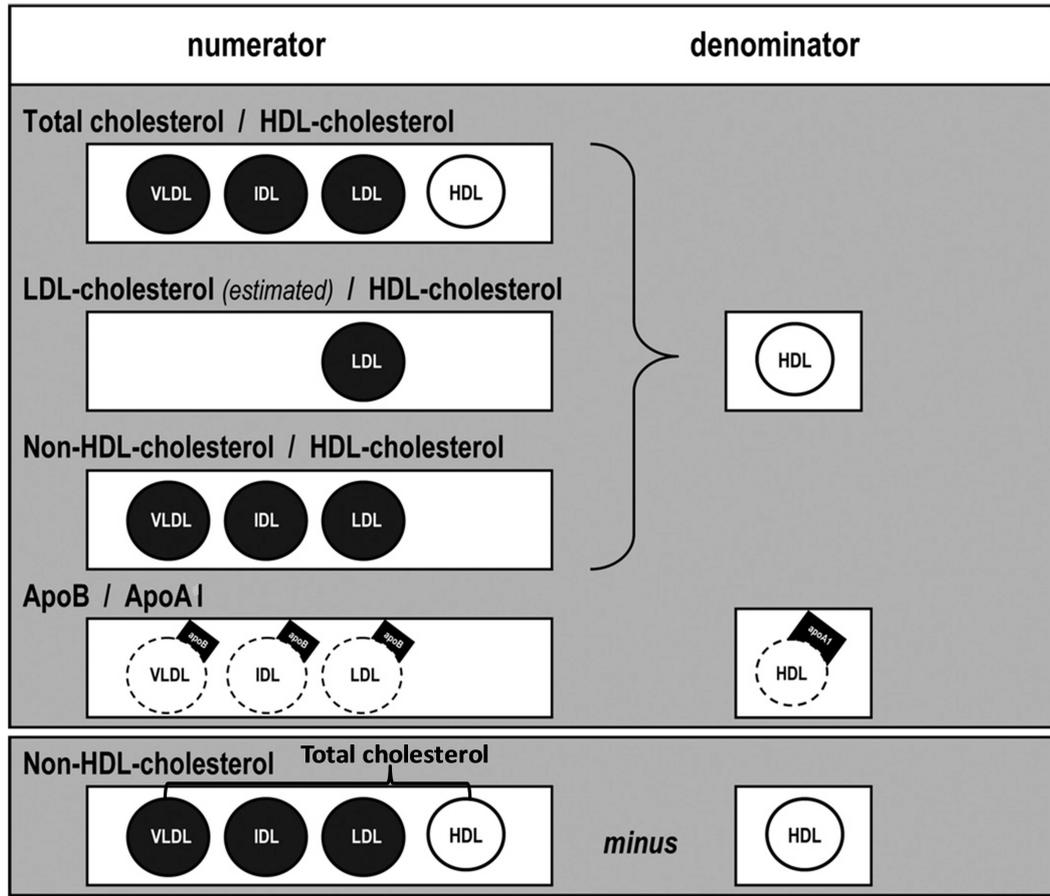 numerator denominator
Total cholesterol / HDL-cholesterol
VLDL IDL LDL HDL
LDL-cholesterol (estimated) / HDL-cholesterol
LDL HDL
Non-HDL-cholesterol / HDL-cholesterol
VLDL IDL LDL
ApoB / ApoA I
apoB apoB apoB apoA1
VLDL IDL LDL HDL
Total cholesterol
Non-HDL-cholesterol
VLDL IDL LDL HDL minus HDL